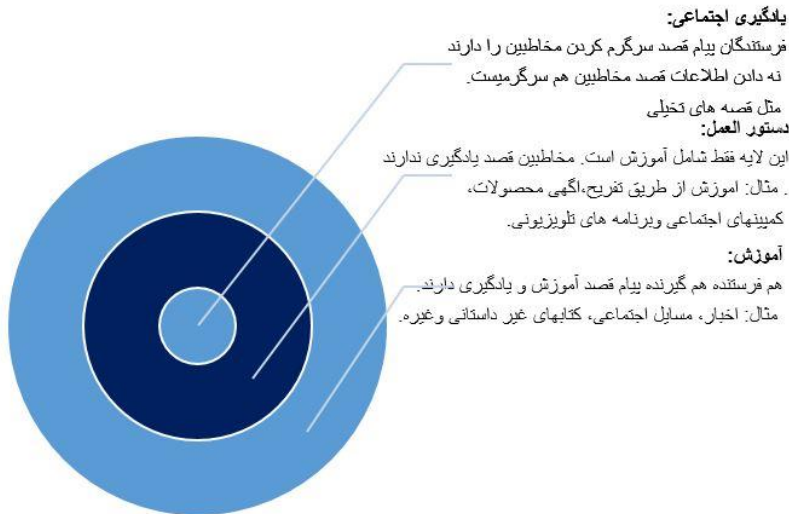 یادگیری اجتماعی:
فرستندگان پیام قصد سرگرم کردن مخاطبین را دارند
نه دادن اطلاعات قصد مخاطبین هم سرگرمیست.
مثل قصه های تخیلی
دستور العمل:
این لایه فقط شامل آموزش است. مخاطبین قصد یادگیری ندارند
. مثال: اموزش از طریق تفریح،اگهی محصولات،
کمپینهای اجتماعی وبرنامه های تلویزیونی.
آموزش:
هم فرستنده هم گیرنده پیام قصد آموزش و یادگیری دارند.
مثال: اخبار، مسایل اجتماعی، کتابهای غیر داستانی وغیره.